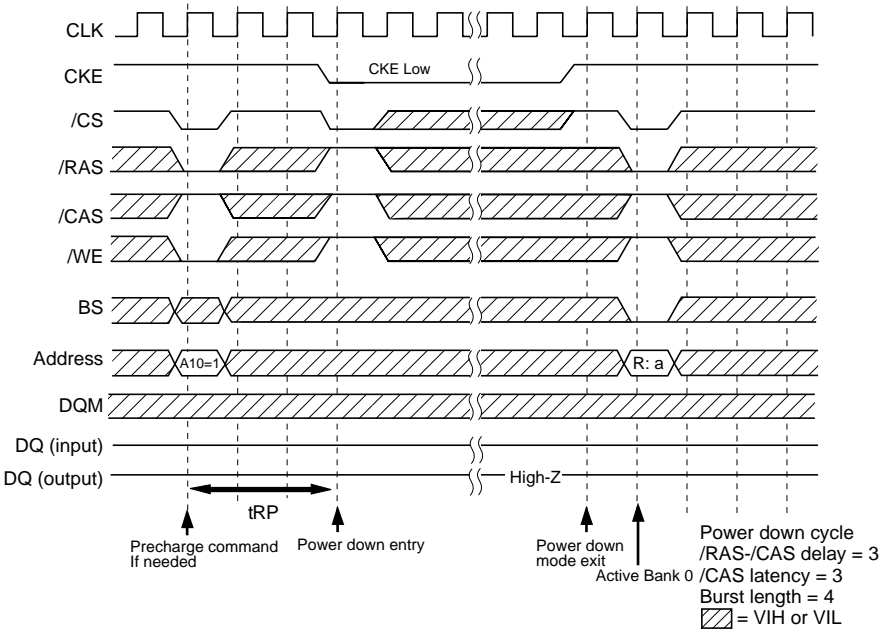 CLK
CKE
CKE Low
/CS
/RAS
/CAS
/WE
BS
Address
A10=1
R: a
DQM
DQ (input)
DQ (output)
High-Z
tRP
Precharge command
If needed
Power down entry
Power down
mode exit
Active Bank 0
Power down cycle
/RAS-/CAS delay = 3
/CAS latency = 3
Burst length = 4
= VIH or VIL